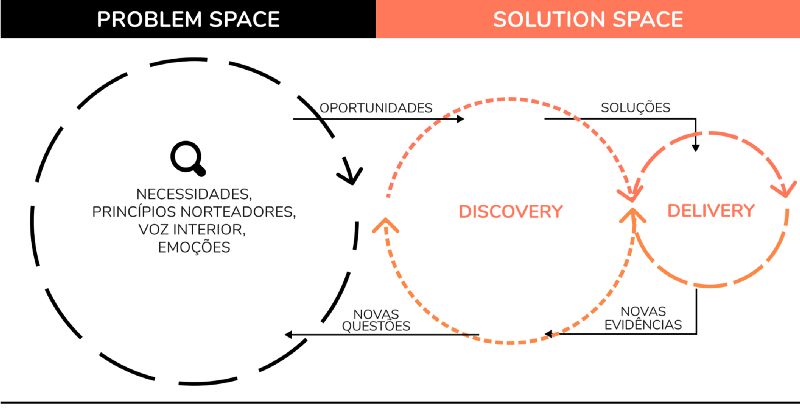 PROBLEM SPACE
SOLUTION SPACE
OPORTUNIDADES
SOLUÇÕES
NECESSIDADES,
PRINCÍPIOS NORTEADORES,
VOZ INTERIOR,
EMOÇÕES
DISCOVERY
DELIVERY
NOVAS
QUESTÕES
NOVAS
EVIDÊNCIAS